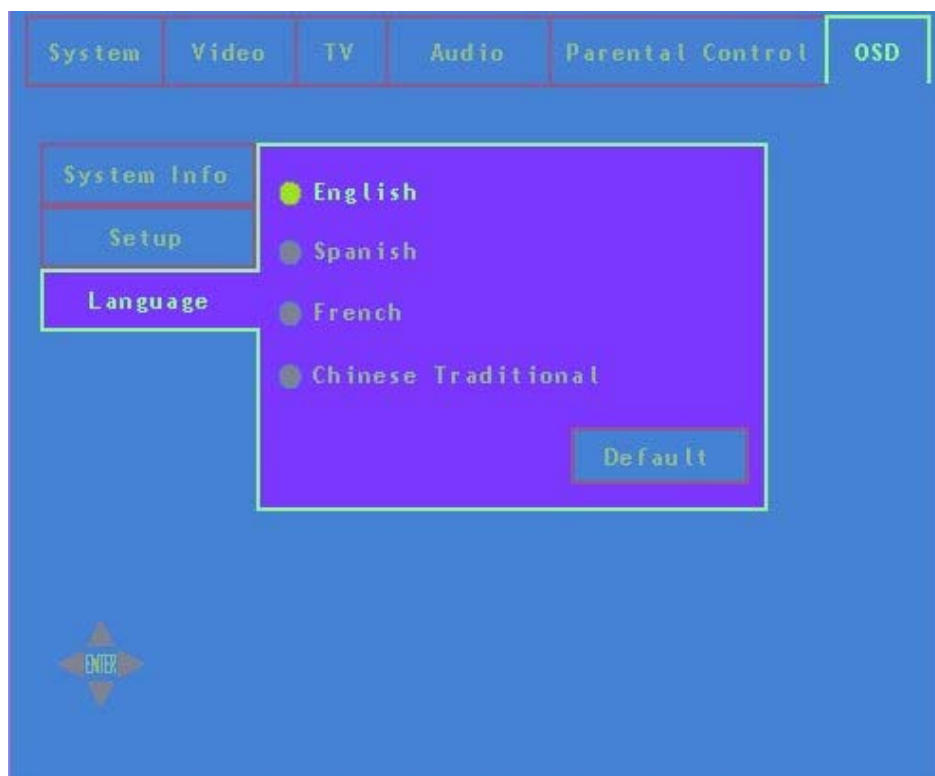 System Video TV Audio Parental Control OSD
System Info
English
Setup
Spanish
Language
French
Chinese Traditional
Default
ENTER